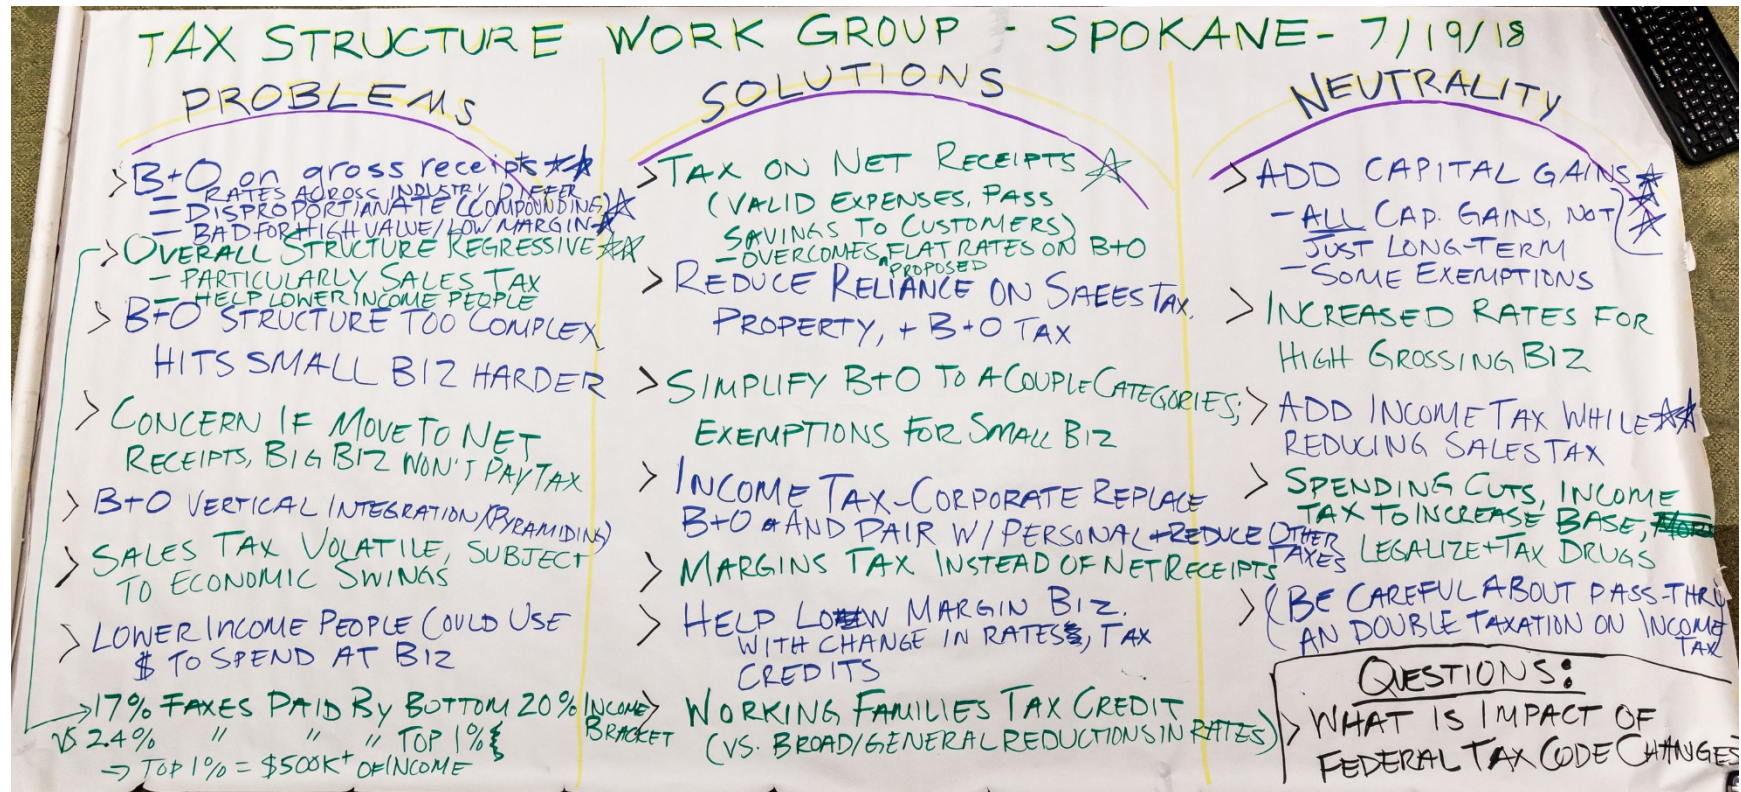 TAX STRUCTURE WORK GROUP - SPOKANE - 7/19/18
PROBLEMS
> B+O on gross receipts ☆☆
- RATES ACROSS INDUSTRY DIFFER
- DISPROPORTIANATE (COMPOUNDING) ☆
- BAD FOR HIGH VALUE/LOW MARGIN ☆
> OVERALL STRUCTURE REGRESSIVE ☆☆
- PARTICULARLY SALES TAX
- HELP LOWER INCOME PEOPLE
> B+O STRUCTURE TOO COMPLEX,
HITS SMALL BIZ HARDER
> CONCERN IF MOVE TO NET
RECEIPTS, BIG BIZ WON'T PAY TAX
> B+O VERTICAL INTEGRATION/(PYRAMIDING)
> SALES TAX VOLATILE, SUBJECT
TO ECONOMIC SWINGS
> LOWER INCOME PEOPLE COULD USE
$ TO SPEND AT BIZ
→ 17% TAXES PAID BY BOTTOM 20% INCOME
BRACKET
VS 2.4% " " " TOP 1%
→ TOP 1% = $500K+ OF INCOME
SOLUTIONS
> TAX ON NET RECEIPTS ☆
(VALID EXPENSES, PASS
SAVINGS TO CUSTOMERS)
- OVERCOMES ^PROPOSED FLAT RATES ON B+O
> REDUCE RELIANCE ON SALES TAX,
PROPERTY, + B+O TAX
> SIMPLIFY B+O TO A COUPLE CATEGORIES;
EXEMPTIONS FOR SMALL BIZ
> INCOME TAX - CORPORATE REPLACE
B+O AND PAIR W/ PERSONAL + REDUCE OTHER
TAXES
> MARGINS TAX INSTEAD OF NET RECEIPTS
> HELP LOW MARGIN BIZ.
WITH CHANGE IN RATES, TAX
CREDITS
> WORKING FAMILIES TAX CREDIT
(VS. BROAD/GENERAL REDUCTIONS IN RATES)
NEUTRALITY
> ADD CAPITAL GAINS ☆
- ALL CAP. GAINS, NOT ☆
JUST LONG-TERM
- SOME EXEMPTIONS
> INCREASED RATES FOR
HIGH GROSSING BIZ
> ADD INCOME TAX WHILE ☆☆
REDUCING SALES TAX
> SPENDING CUTS, INCOME
TAX TO INCREASE BASE,
LEGALIZE + TAX DRUGS
> (BE CAREFUL ABOUT PASS-THRU
AN DOUBLE TAXATION ON INCOME
TAX
QUESTIONS:
> WHAT IS IMPACT OF
FEDERAL TAX CODE CHANGES